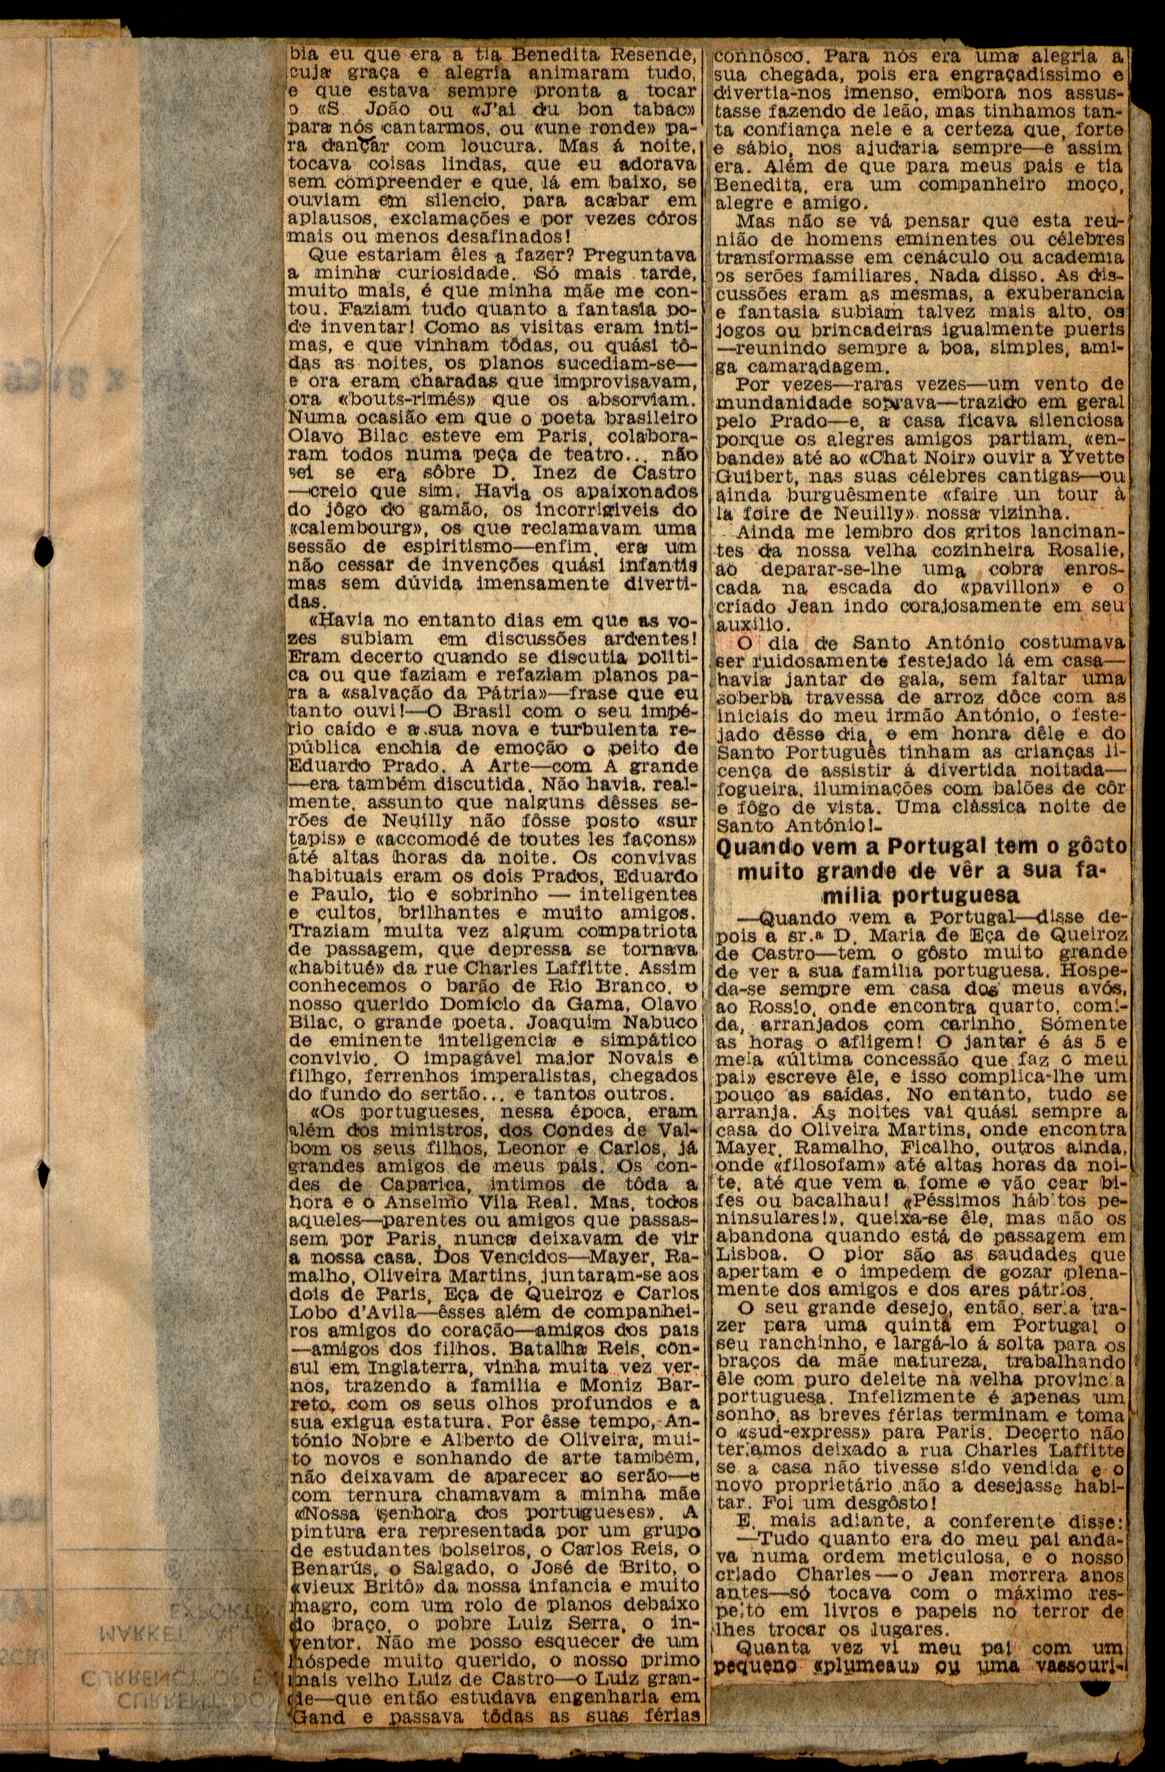 bia eu que era a tia Benedita Resende,
cuja graça e alegria animaram tudo,
e que estava sempre pronta a tocar
o «S. João ou «J'ai du bon tabac»
para nós cantarmos, ou «une ronde» pa-
ra dançar com loucura. Mas á noite,
tocava coisas lindas, que eu adorava
sem compreender e que, lá em baixo, se
ouviam em silencio, para acabar em
aplausos, exclamações e por vezes córos
mais ou menos desafinados!
Que estariam êles a fazer? Preguntava
a minha curiosidade. Só mais tarde,
muito mais, é que minha mãe me con-
tou. Faziam tudo quanto a fantasia po-
de inventar! Como as visitas eram inti-
mas, e que vinham tôdas, ou quási tô-
das as noites, os planos sucediam-se—
e ora eram charadas que improvisavam,
ora «bouts-rimés» que os absorviam.
Numa ocasião em que o poeta brasileiro
Olavo Bilac esteve em Paris, colabora-
ram todos numa peça de teatro... não
sei se era sôbre D. Inez de Castro
—creio que sim. Havia os apaixonados
do jôgo do gamão, os incorrigiveis do
«calembourg», os que reclamavam uma
sessão de espiritismo—enfim, era um
não cessar de invenções quási infantis
mas sem dúvida imensamente diverti-
das.
«Havia no entanto dias em que as vo-
zes subiam em discussões ardentes!
Eram decerto quando se discutia politi-
ca ou que faziam e refaziam planos pa-
ra a «salvação da Pátria»—frase que eu
tanto ouvi!—O Brasil com o seu impé-
rio caído e a sua nova e turbulenta re-
pública enchia de emoção o peito de
Eduardo Prado. A Arte—com A grande
—era também discutida. Não havia, real-
mente, assunto que nalguns dêsses se-
rões de Neuilly não fôsse posto «sur
tapis» e «accomodé de toutes les façons»
até altas horas da noite. Os convivas
habituais eram os dois Prados, Eduardo
e Paulo, tio e sobrinho — inteligentes
e cultos, brilhantes e muito amigos.
Traziam muita vez algum compatriota
de passagem, que depressa se tornava
«habitué» da rue Charles Laffitte. Assim
conhecemos o barão de Rio Branco, o
nosso querido Domicio da Gama, Olavo
Bilac, o grande poeta. Joaquim Nabuco
de eminente inteligencia e simpático
convivio. O impagável major Novais e
filhgo, ferrenhos imperalistas, chegados
do fundo do sertão... e tantos outros.
«Os portugueses, nessa época, eram
além dos ministros, dos Condes de Val-
bom os seus filhos, Leonor e Carlos, já
grandes amigos de meus pais. Os con-
des de Caparica, intimos de tôda a
hora e o Anselmo Vila Real. Mas, todos
aqueles—parentes ou amigos que passas-
sem por Paris, nunca deixavam de vir
a nossa casa. Dos Vencidos—Mayer, Ra-
malho, Oliveira Martins, juntaram-se aos
dois de Paris, Eça de Queiroz e Carlos
Lobo d'Avila—êsses além de companhei-
ros amigos do coração—amigos dos pais
—amigos dos filhos. Batalha Reis, con-
sul em Inglaterra, vinha muita vez ver-
nos, trazendo a familia e Moniz Bar-
reto, com os seus olhos profundos e a
sua exigua estatura. Por êsse tempo, An-
tónio Nobre e Alberto de Oliveira, mui-
to novos e sonhando de arte também,
não deixavam de aparecer ao serão—e
com ternura chamavam a minha mãe
«Nossa senhora dos portugueses». A
pintura era representada por um grupo
de estudantes bolseiros, o Carlos Reis, o
Benarús, o Salgado, o José de Brito, o
«vieux Britô» da nossa infancia e muito
magro, com um rolo de planos debaixo
do braço, o pobre Luiz Serra, o in-
ventor. Não me posso esquecer de um
hóspede muito querido, o nosso primo
mais velho Luiz de Castro—o Luiz gran-
de—que então estudava engenharia em
Gand e passava tôdas as suas férias
connôsco. Para nós era uma alegria a
sua chegada, pois era engraçadissimo e
divertia-nos imenso, embora nos assus-
tasse fazendo de leão, mas tinhamos tan-
ta confiança nele e a certeza que, forte
e sábio, nos ajudaria sempre—e assim
era. Além de que para meus pais e tia
Benedita, era um companheiro moço,
alegre e amigo.
Mas não se vá pensar que esta reu-
nião de homens eminentes ou célebres
transformasse em cenáculo ou academia
os serões familiares. Nada disso. As dis-
cussões eram as mesmas, a exuberancia
e fantasia subiam talvez mais alto, os
jogos ou brincadeiras igualmente pueris
—reunindo sempre a boa, simples, ami-
ga camaradagem.
Por vezes—raras vezes—um vento de
mundanidade soprava—trazido em geral
pelo Prado—e, a casa ficava silenciosa
porque os alegres amigos partiam, «en-
bande» até ao «Chat Noir» ouvir a Yvette
Guibert, nas suas célebres cantigas—ou
ainda burguêsmente «faire un tour à
la foire de Neuilly» nossa vizinha.
Ainda me lembro dos gritos lancinan-
tes da nossa velha cozinheira Rosalie,
ao deparar-se-lhe uma cobra enros-
cada na escada do «pavillon» e o
criado Jean indo corajosamente em seu
auxilio.
O dia de Santo António costumava
ser ruidosamente festejado lá em casa—
havia jantar de gala, sem faltar uma
soberba travessa de arroz dôce com as
iniciais do meu irmão António, o feste-
jado dêsse dia, e em honra dêle e do
Santo Português tinham as crianças li-
cença de assistir á divertida noitada—
fogueira, iluminações com balões de côr
e fôgo de vista. Uma clássica noite de
Santo António!-
Quando vem a Portugal tem o gôsto
muito grande de vêr a sua fa-
milia portuguesa
—Quando vem a Portugal—disse de-
pois a sr.ª D. Maria de Eça de Queiroz
de Castro—tem o gôsto muito grande
de ver a sua familia portuguesa. Hospe-
da-se sempre em casa dos meus avós,
ao Rossio, onde encontra quarto, comi-
da, arranjados com carinho. Sómente
as horas o afligem! O jantar é ás 5 e
meia «última concessão que faz o meu
pai» escreve êle, e isso complica-lhe um
pouco as saídas. No entanto, tudo se
arranja. Ás noites vai quási sempre a
casa do Oliveira Martins, onde encontra
Mayer, Ramalho, Ficalho, outros ainda,
onde «filosofam» até altas horas da noi-
te, até que vem a fome e vão cear bi-
fes ou bacalhau! «Péssimos hábitos pe-
ninsulares!», queixa-se êle, mas não os
abandona quando está de passagem em
Lisboa. O pior são as saudades que
apertam e o impedem de gozar plena-
mente dos amigos e dos ares pátrios.
O seu grande desejo, então, seria tra-
zer para uma quinta em Portugal o
seu ranchinho, e largá-lo á solta para os
braços da mãe natureza, trabalhando
êle com puro deleite na velha provincia
portuguesa. Infelizmente é apenas um
sonho, as breves férias terminam e toma
o «sud-express» para Paris. Decerto não
teriamos deixado a rua Charles Laffitte
se a casa não tivesse sido vendida e o
novo proprietário não a desejasse habi-
tar. Foi um desgôsto!
E, mais adiante, a conferente disse:
—Tudo quanto era do meu pai anda-
va numa ordem meticulosa, e o nosso
criado Charles—o Jean morrera anos
antes—só tocava com o máximo res-
peito em livros e papeis no terror de
lhes trocar os lugares.
Quanta vez vi meu pai com um
pequeno «plumeau» ou uma vassouri-